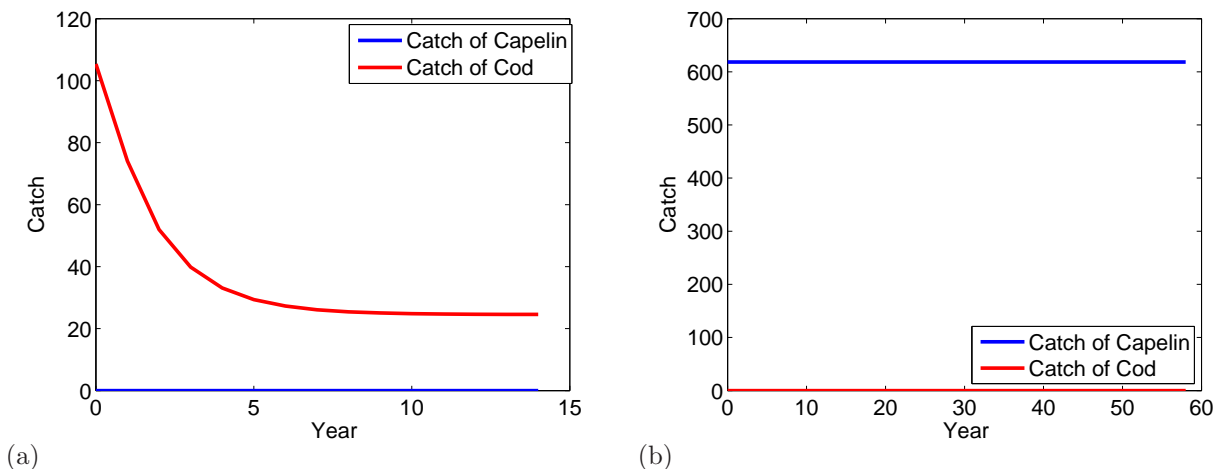 120
100
80
60
40
20
0
Catch
0 5 10 15
Year
Catch of Capelin
Catch of Cod
(a)
700
600
500
400
300
200
100
0
Catch
0 10 20 30 40 50 60
Year
Catch of Capelin
Catch of Cod
(b)